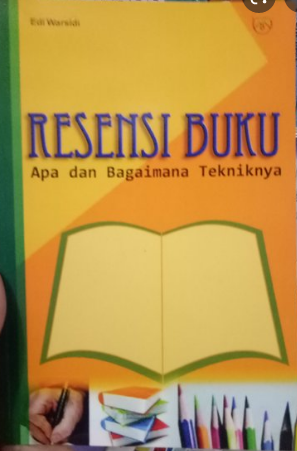 Edi Warsidi
RESENSI BUKU
Apa dan Bagaimana Tekniknya